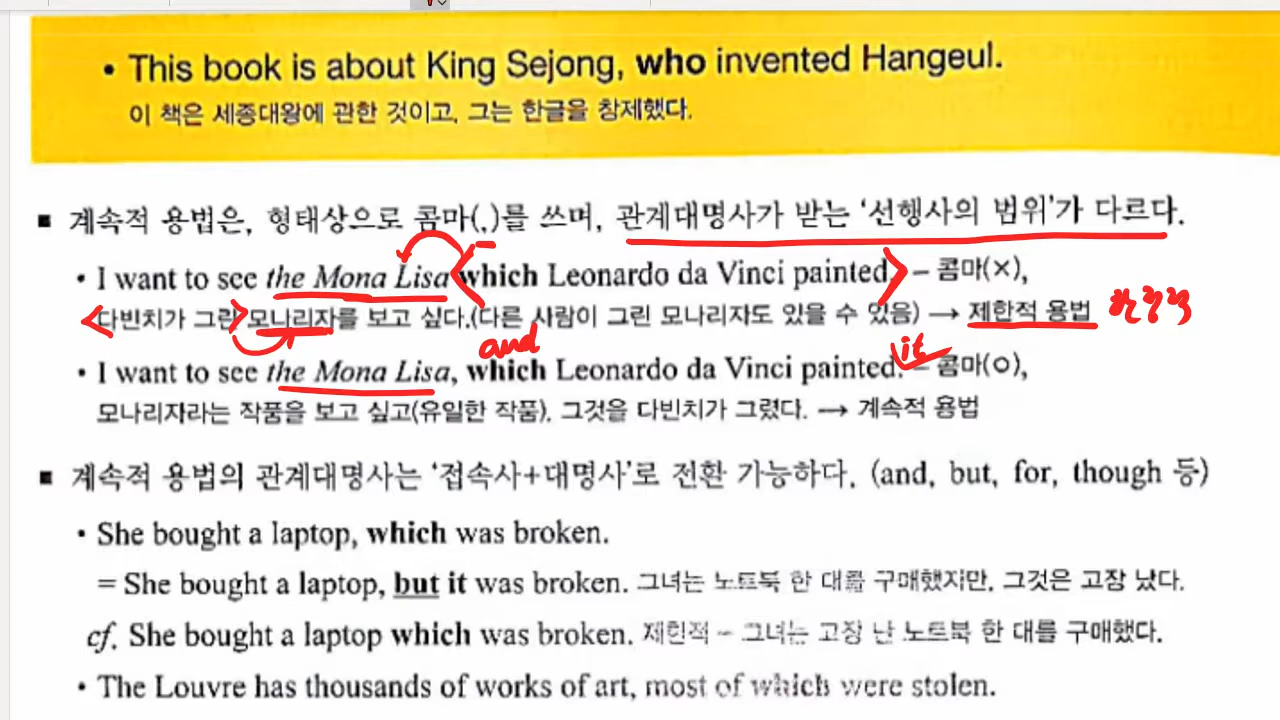 • This book is about King Sejong, who invented Hangeul.
이 책은 세종대왕에 관한 것이고, 그는 한글을 창제했다.
■ 계속적 용법은, 형태상으로 콤마(,)를 쓰며, 관계대명사가 받는 ‘선행사의 범위’가 다르다.
• I want to see the Mona Lisa which Leonardo da Vinci painted – 콤마(×),
다빈치가 그린 모나리자를 보고 싶다.(다른 사람이 그린 모나리자도 있을 수 있음) → 제한적 용법
and it
• I want to see the Mona Lisa, which Leonardo da Vinci painted. – 콤마(○),
모나리자라는 작품을 보고 싶고(유일한 작품), 그것을 다빈치가 그렸다. → 계속적 용법
■ 계속적 용법의 관계대명사는 ‘접속사+대명사’로 전환 가능하다. (and, but, for, though 등)
• She bought a laptop, which was broken.
= She bought a laptop, but it was broken. 그녀는 노트북 한 대를 구매했지만, 그것은 고장 났다.
cf. She bought a laptop which was broken. 제한적 – 그녀는 고장 난 노트북 한 대를 구매했다.
• The Louvre has thousands of works of art, most of which were stolen.